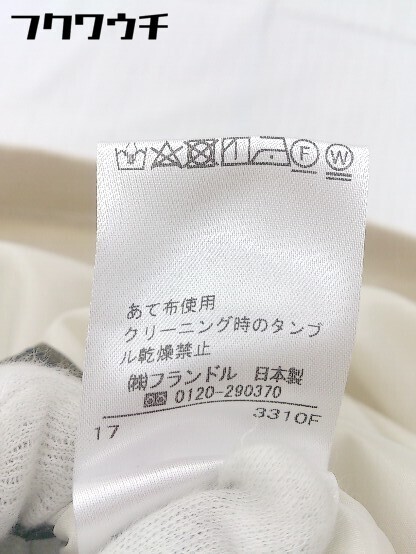 フクワウチ
F W
あて布使用
クリーニング時のタンブ
ル乾燥禁止
㈱フランドル 日本製
0120-290370
17 3310F